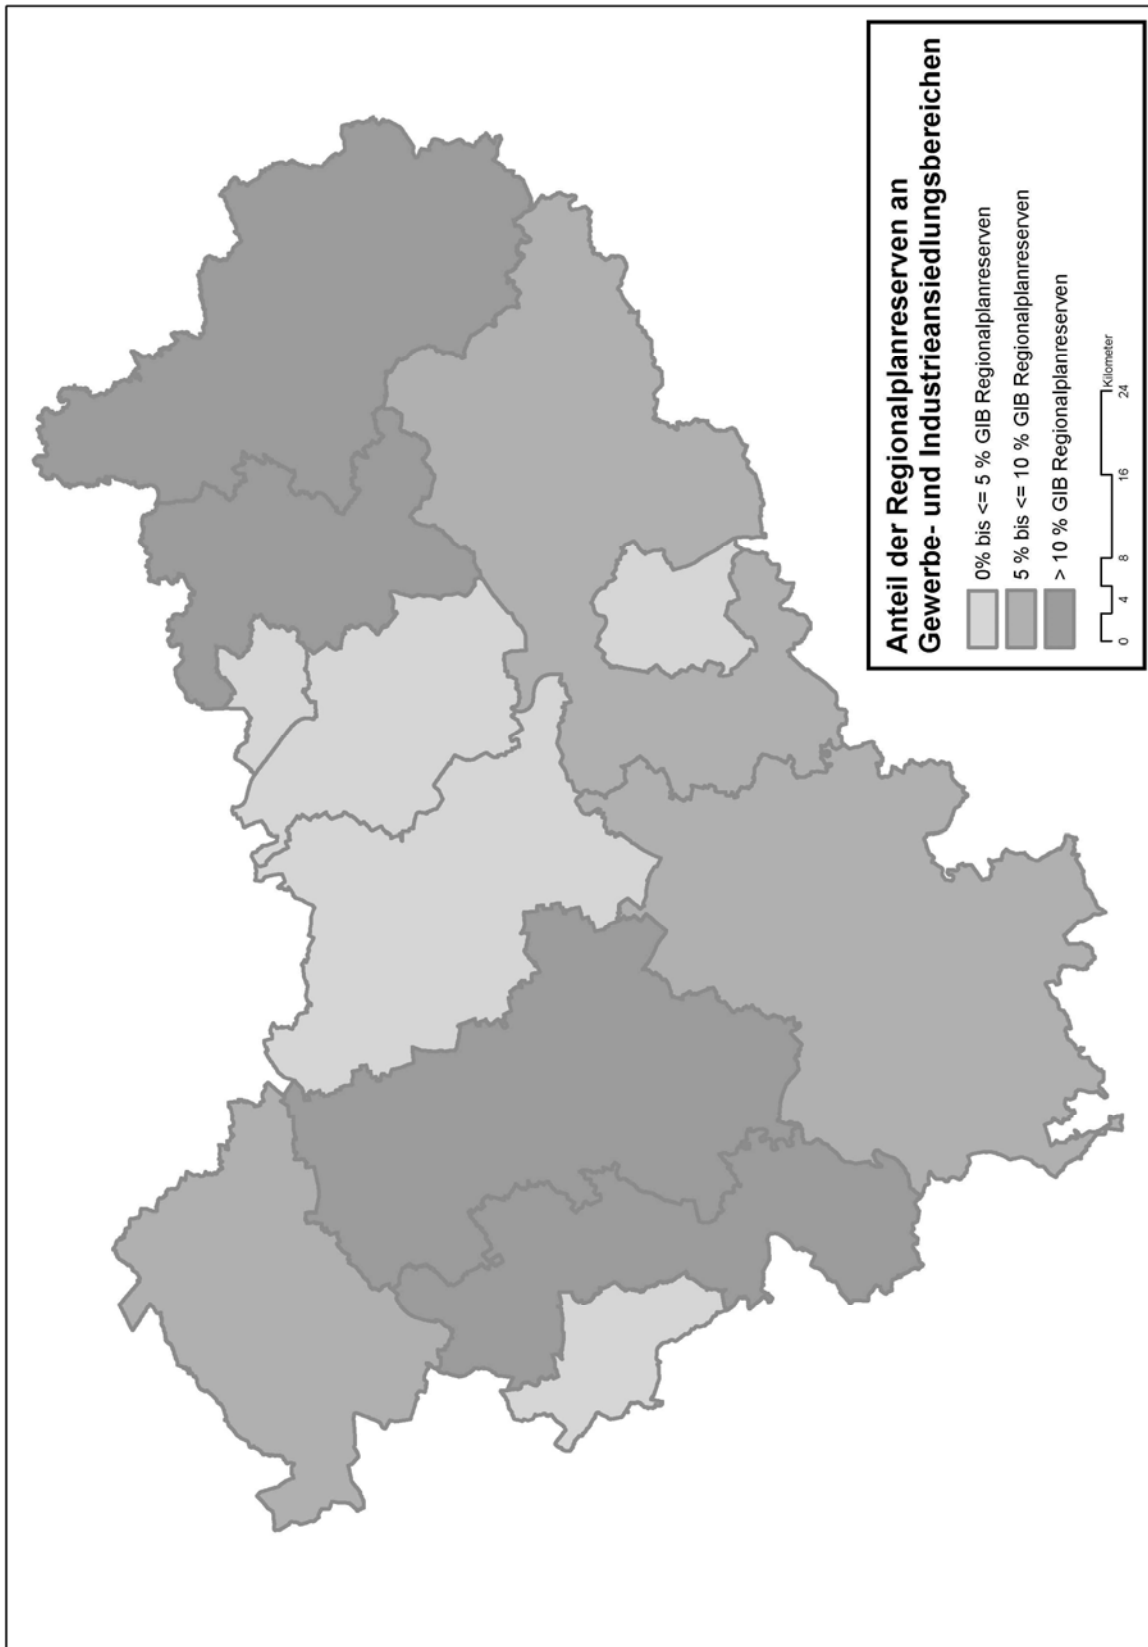 Anteil der Regionalplanreserven an
Gewerbe- und Industrieansiedlungsbereichen
0% bis <= 5 % GIB Regionalplanreserven
5 % bis <= 10 % GIB Regionalplanreserven
> 10 % GIB Regionalplanreserven
0 4 8 16 24
Kilometer